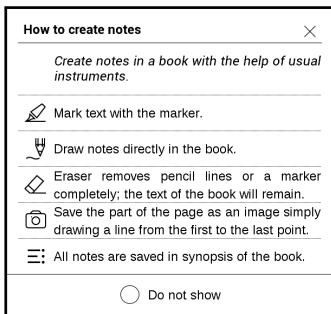 How to create notes
Create notes in a book with the help of usual
instruments.
Mark text with the marker.
Draw notes directly in the book.
Eraser removes pencil lines or a marker
completely; the text of the book will remain.
Save the part of the page as an image simply
drawing a line from the first to the last point.
All notes are saved in synopsis of the book.
Do not show